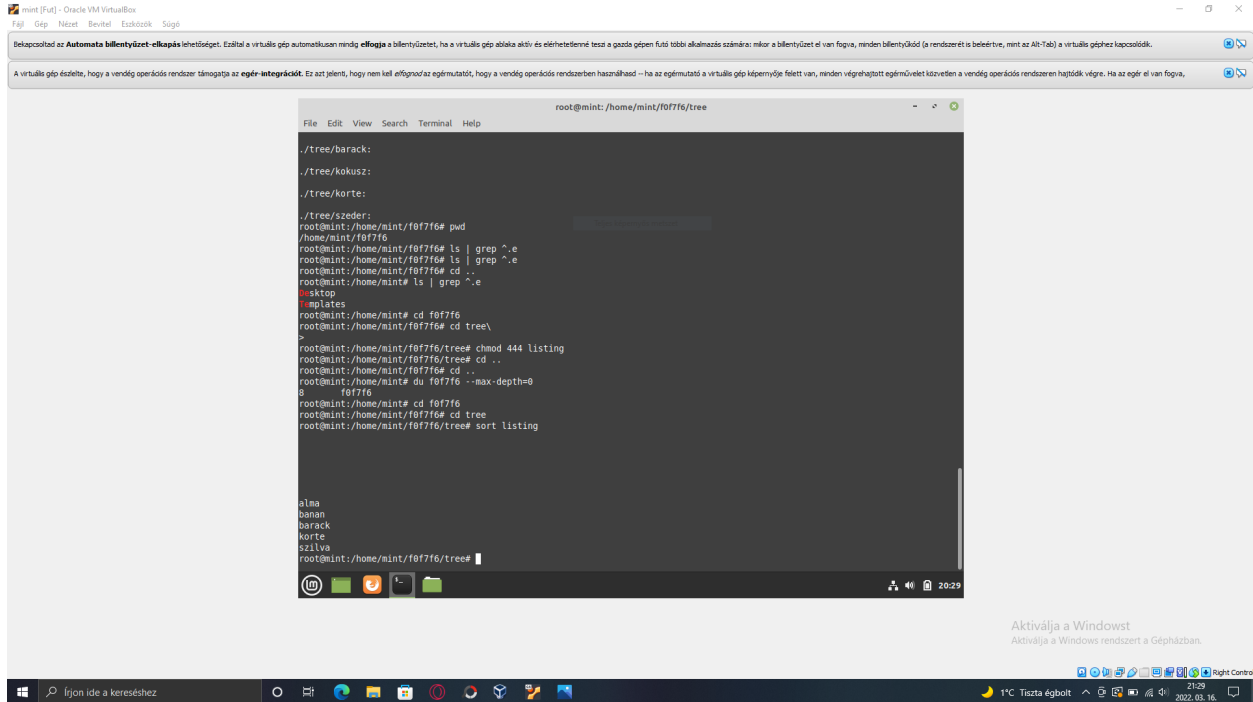 mint [Fut] - Oracle VM VirtualBox
Fájl Gép Nézet Bevitel Eszközök Súgó
Bekapcsoltad az Automata billentyűzet-elkapás lehetőséget. Ezáltal a virtuális gép automatikusan mindig elfogja a billentyűzetet, ha a virtuális gép ablaka aktív és elérhetetlenné teszi a gazda gépen futó többi alkalmazás számára: mikor a billentyűzet el van fogva, minden billentyűkód (a rendszerét is beleértve, mint az Alt-Tab) a virtuális géphez kapcsolódik.
A virtuális gép észlelte, hogy a vendég operációs rendszer támogatja az egér-integrációt. Ez azt jelenti, hogy nem kell elfognod az egérmutatót, hogy a vendég operációs rendszerben használhasd -- ha az egérmutató a virtuális gép képernyője felett van, minden végrehajtott egérművelet közvetlen a vendég operációs rendszeren hajtódik végre. Ha az egér el van fogva,
root@mint: /home/mint/f0f7f6/tree
File Edit View Search Terminal Help
./tree/barack:
./tree/kokusz:
./tree/korte:
./tree/szeder:
root@mint:/home/mint/f0f7f6# pwd
/home/mint/f0f7f6
root@mint:/home/mint/f0f7f6# ls | grep ^.e
root@mint:/home/mint/f0f7f6# ls | grep ^.e
root@mint:/home/mint/f0f7f6# cd ..
root@mint:/home/mint# ls | grep ^.e
Desktop
Templates
root@mint:/home/mint# cd f0f7f6
root@mint:/home/mint/f0f7f6# cd tree\
>
root@mint:/home/mint/f0f7f6/tree# chmod 444 listing
root@mint:/home/mint/f0f7f6/tree# cd ..
root@mint:/home/mint/f0f7f6# cd ..
root@mint:/home/mint# du f0f7f6 --max-depth=0
8 f0f7f6
root@mint:/home/mint# cd f0f7f6
root@mint:/home/mint/f0f7f6# cd tree
root@mint:/home/mint/f0f7f6/tree# sort listing
alma
banan
barack
korte
szilva
root@mint:/home/mint/f0f7f6/tree#
20:29
Aktiválja a Windowst
Aktiválja a Windows rendszert a Gépházban.
Right Contro
Írjon ide a kereséshez
1°C Tiszta égbolt
21:29
2022. 03. 16.